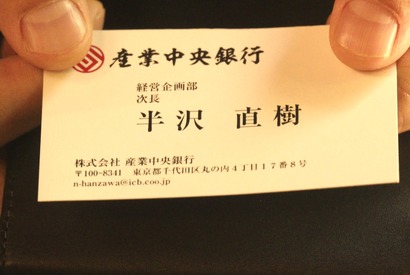 産業中央銀行
経営企画部
次長
半沢 直樹
株式会社 産業中央銀行
〒100-8341 東京都千代田区丸の内4丁目17番8号
n-hanzawa@icb.coo.jp